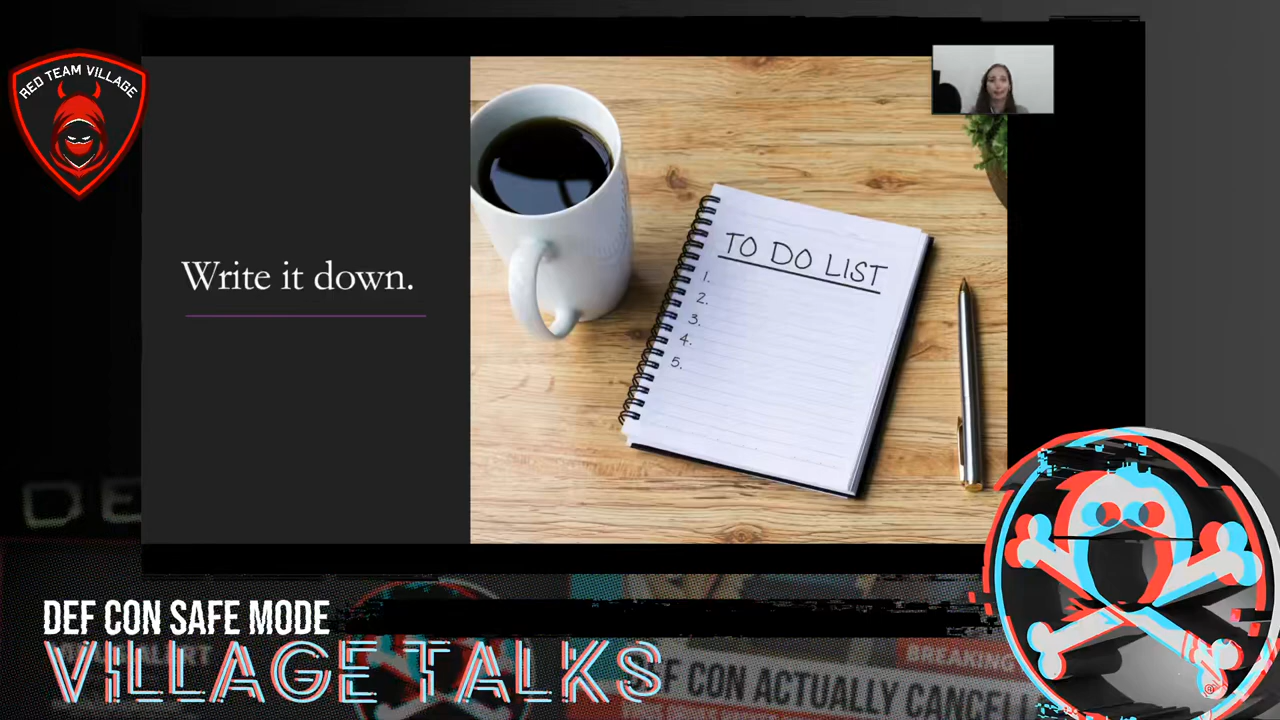 RED TEAM VILLAGE
Write it down.
TO DO LIST
1.
2.
3.
4.
5.
DE
DEF CON SAFE MODE
VILLAGE TALKS
BREAKING
DEF CON ACTUALLY CANCELL